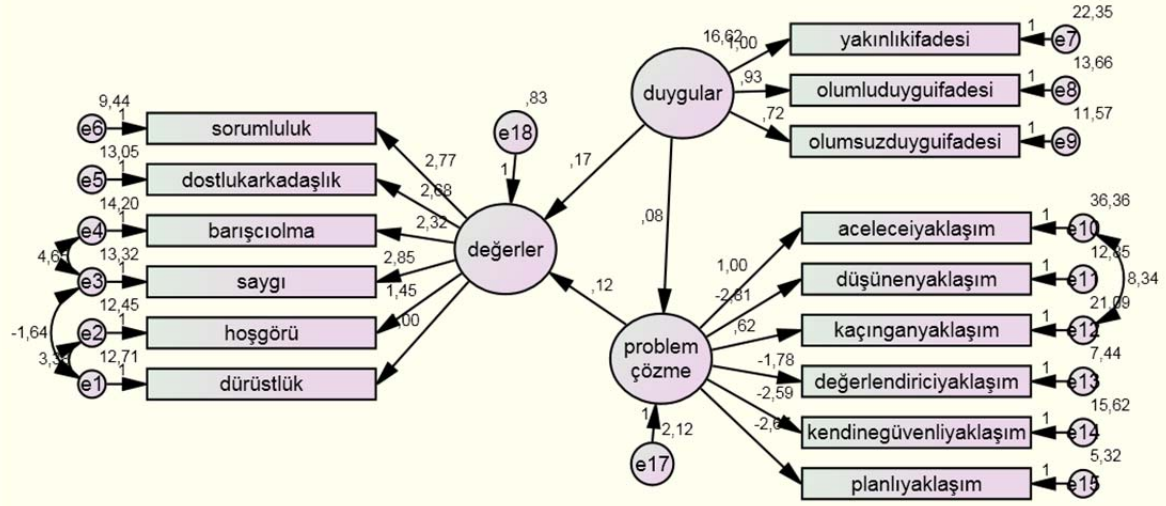 9,44
e6
1
sorumluluk
13,05
e5
1
dostlukarkadaşlık
14,20
e4
1
barışcıolma
13,32
e3
1
saygı
12,45
e2
1
hoşgörü
12,71
e1
1
dürüstlük
-1,64
2,77
2,68
2,32
2,85
1,45
,83
e18
1
değerler
,17
,12
,08
16,62
duygular
1,00
,93
,72
yakınlıkifadesi
1
e7
22,35
olumluduyguifadesi
1
e8
13,66
olumsuzduyguifadesi
1
e9
11,57
problem
çözme
1
2,12
e17
1,00
-2,81
,62
-1,78
-2,59
aceleceiyaklaşım
1
e10
36,36
düşünenyaklaşım
1
e11
12,85
kaçınganyaklaşım
1
e12
21,09
8,34
değerlendiriciyaklaşım
1
e13
7,44
kendinegüvenliyaklaşım
1
e14
15,62
planlıyaklaşım
1
e15
5,32